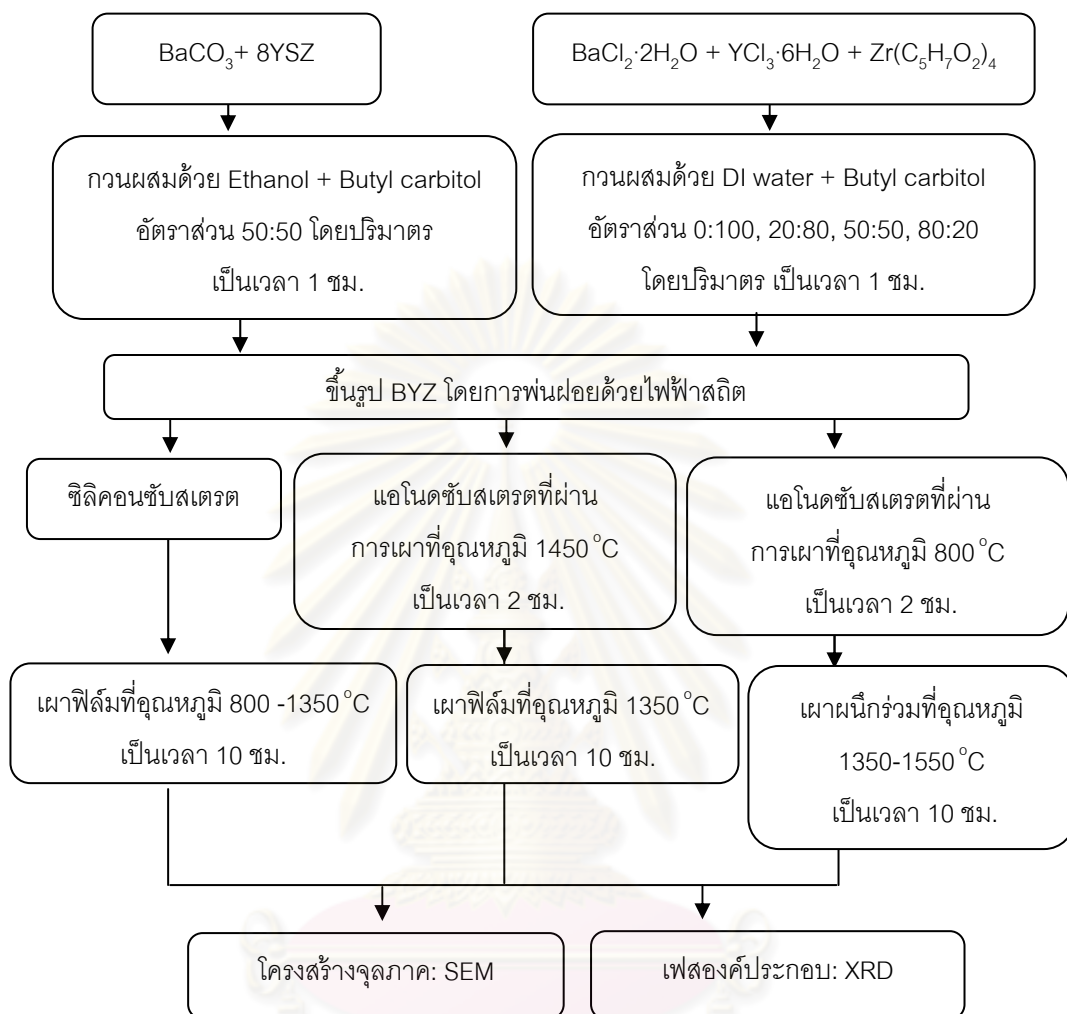 BaCO₃+ 8YSZ
BaCl₂·2H₂O + YCl₃·6H₂O + Zr(C₅H₇O₂)₄
กวนผสมด้วย Ethanol + Butyl carbitol
อัตราส่วน 50:50 โดยปริมาตร
เป็นเวลา 1 ชม.
กวนผสมด้วย DI water + Butyl carbitol
อัตราส่วน 0:100, 20:80, 50:50, 80:20
โดยปริมาตร เป็นเวลา 1 ชม.
ขึ้นรูป BYZ โดยการพ่นฝอยด้วยไฟฟ้าสถิต
ซิลิคอนซับสเตรต
แอโนดซับสเตรตที่ผ่าน
การเผาที่อุณหภูมิ 1450 °C
เป็นเวลา 2 ชม.
แอโนดซับสเตรตที่ผ่าน
การเผาที่อุณหภูมิ 800 °C
เป็นเวลา 2 ชม.
เผาฟิล์มที่อุณหภูมิ 800 -1350 °C
เป็นเวลา 10 ชม.
เผาฟิล์มที่อุณหภูมิ 1350 °C
เป็นเวลา 10 ชม.
เผาผนึกร่วมที่อุณหภูมิ
1350-1550 °C
เป็นเวลา 10 ชม.
โครงสร้างจุลภาค: SEM
เฟสองค์ประกอบ: XRD